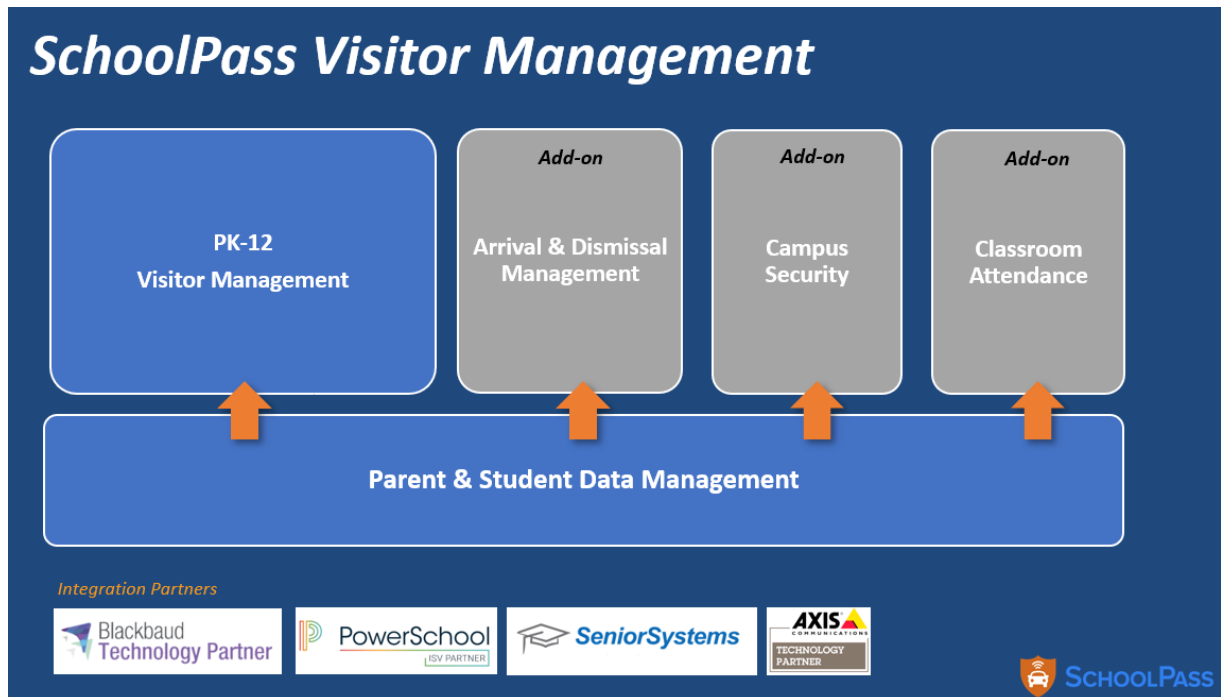 SchoolPass Visitor Management
PK-12
Visitor Management
Add-on
Arrival & Dismissal
Management
Add-on
Campus
Security
Add-on
Classroom
Attendance
Parent & Student Data Management
Integration Partners
Blackbaud
Technology Partner
PowerSchool
ISV PARTNER
SeniorSystems
AXIS
COMMUNICATIONS
TECHNOLOGY
PARTNER
SCHOOLPASS